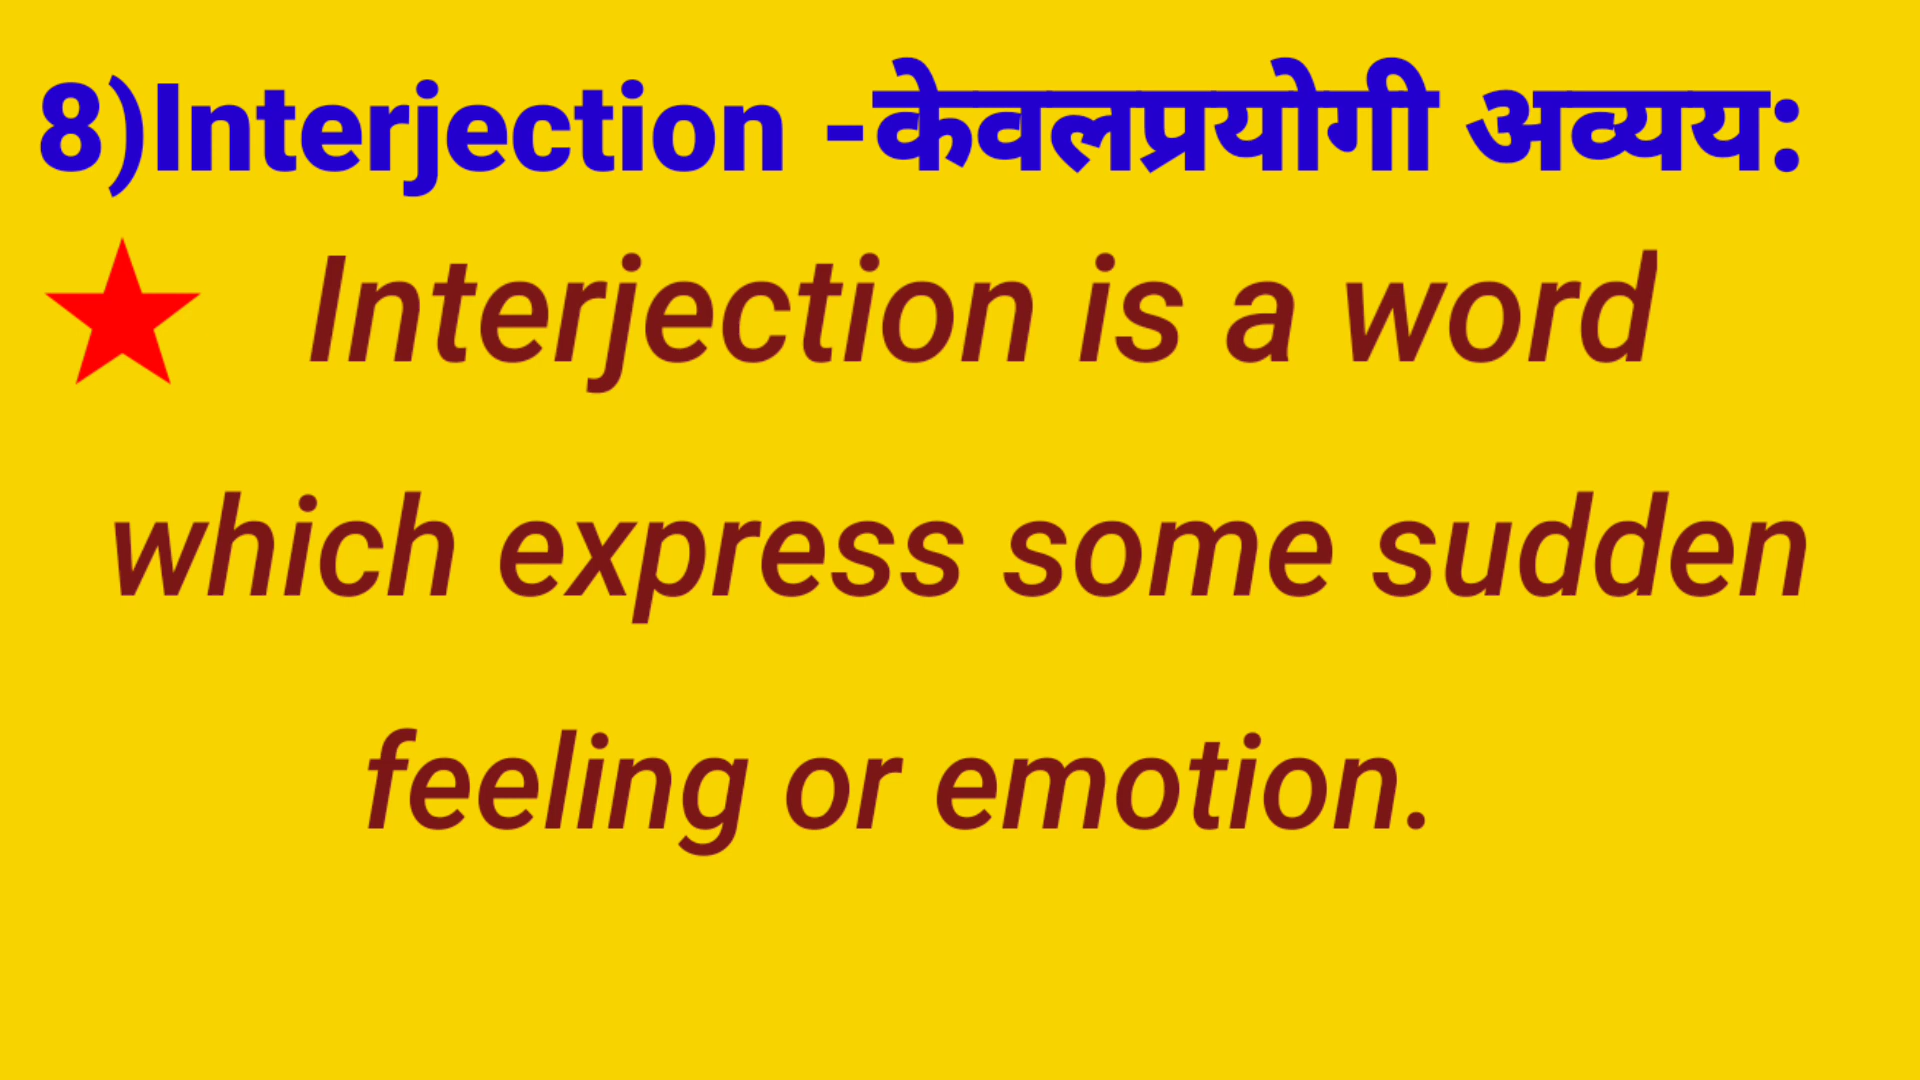 8)Interjection -केवलप्रयोगी अव्यय:
Interjection is a word
which express some sudden
feeling or emotion.